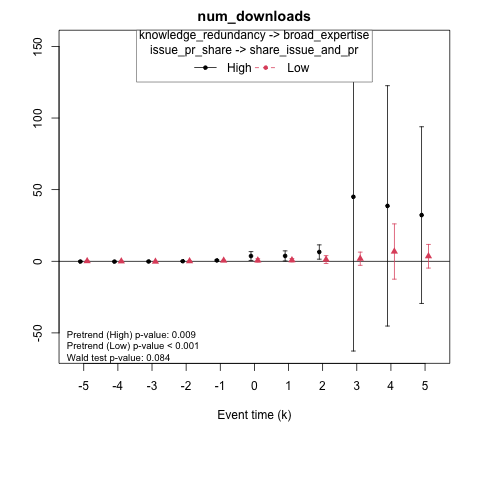 num_downloads
knowledge_redundancy -> broad_expertise
issue_pr_share -> share_issue_and_pr
High Low
150
100
50
0
-50
Pretrend (High) p-value: 0.009
Pretrend (Low) p-value < 0.001
Wald test p-value: 0.084
-5 -4 -3 -2 -1 0 1 2 3 4 5
Event time (k)